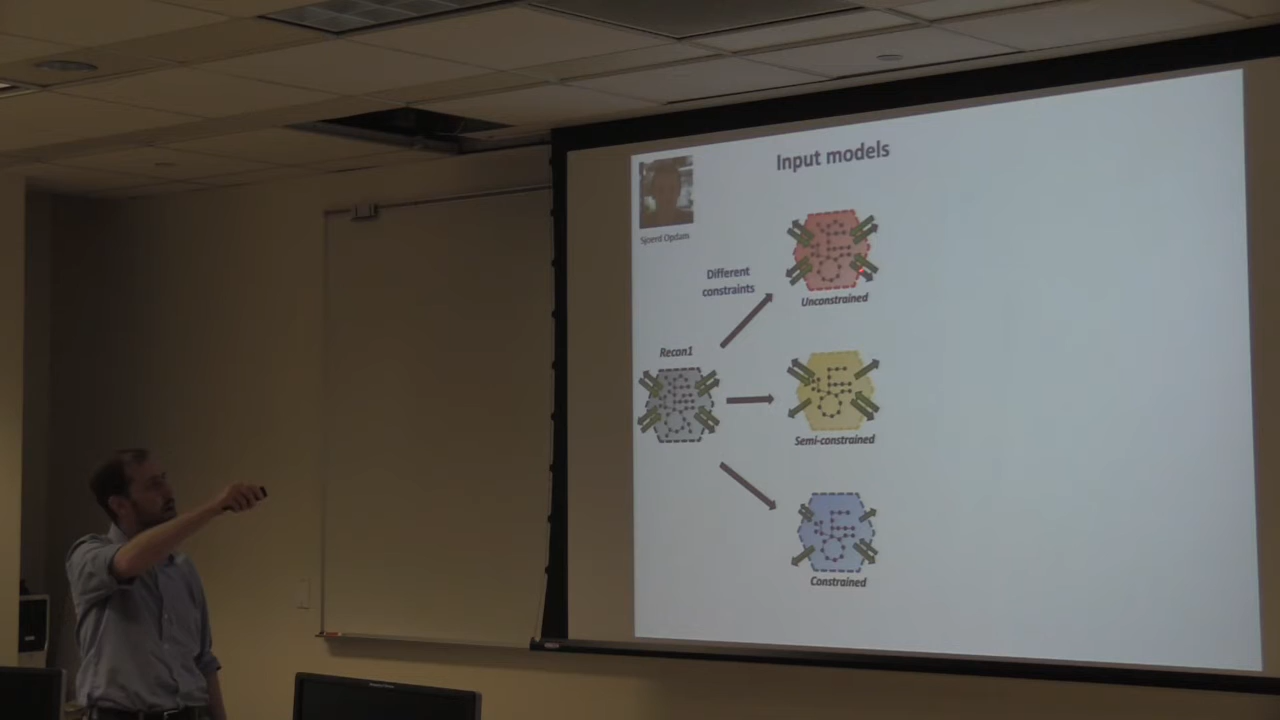 Input models
Sjoerd Opdam
Different
constraints
Unconstrained
Recon1
Semi-constrained
Constrained